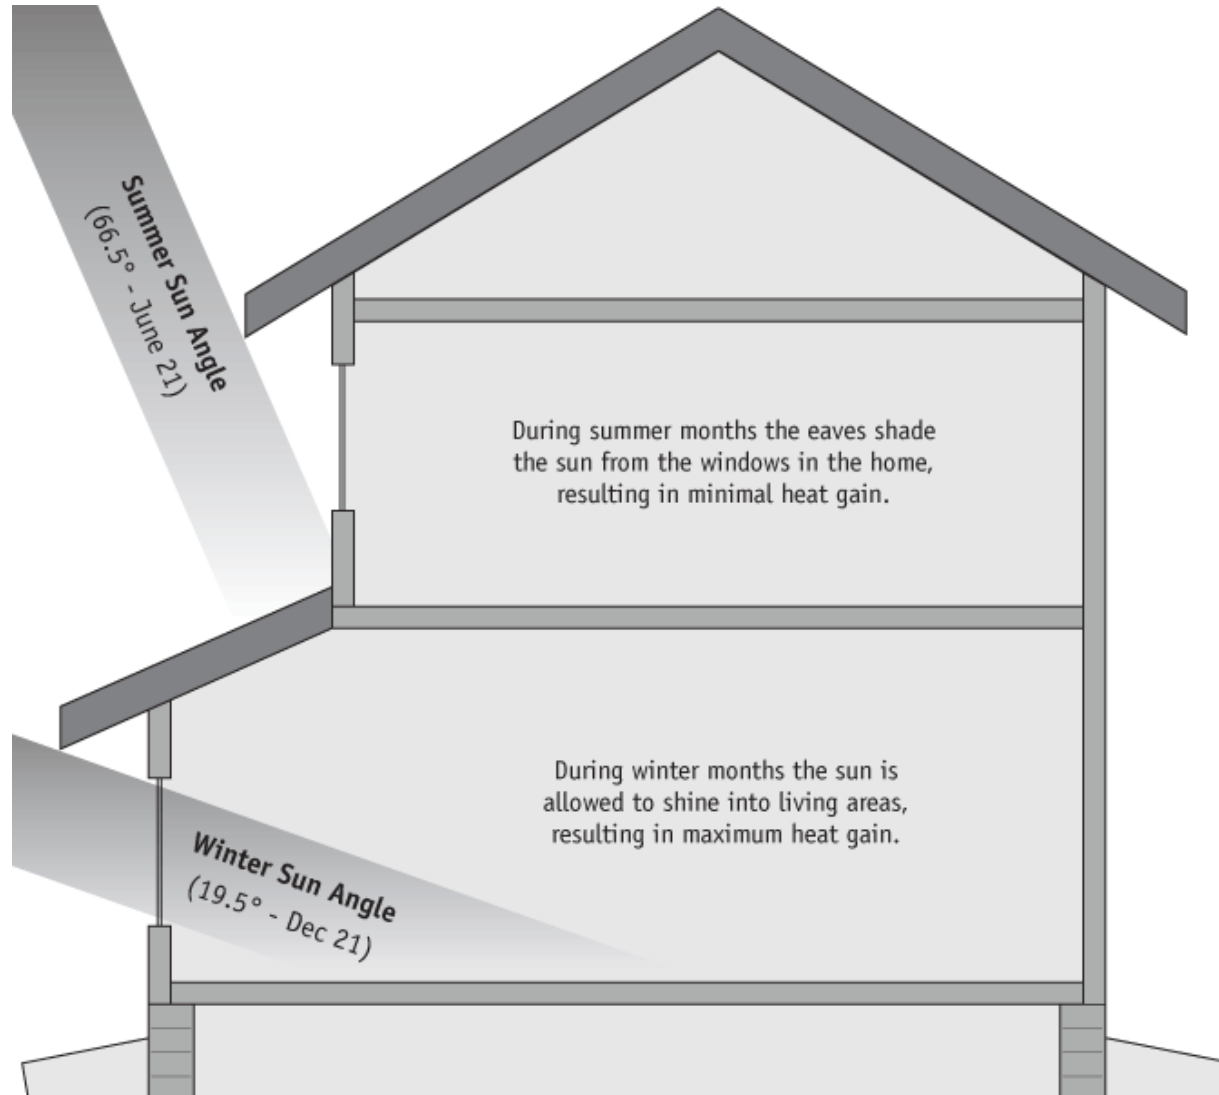 Summer Sun Angle
(66.5° - June 21)
During summer months the eaves shade
the sun from the windows in the home,
resulting in minimal heat gain.
During winter months the sun is
allowed to shine into living areas,
resulting in maximum heat gain.
Winter Sun Angle
(19.5° - Dec 21)